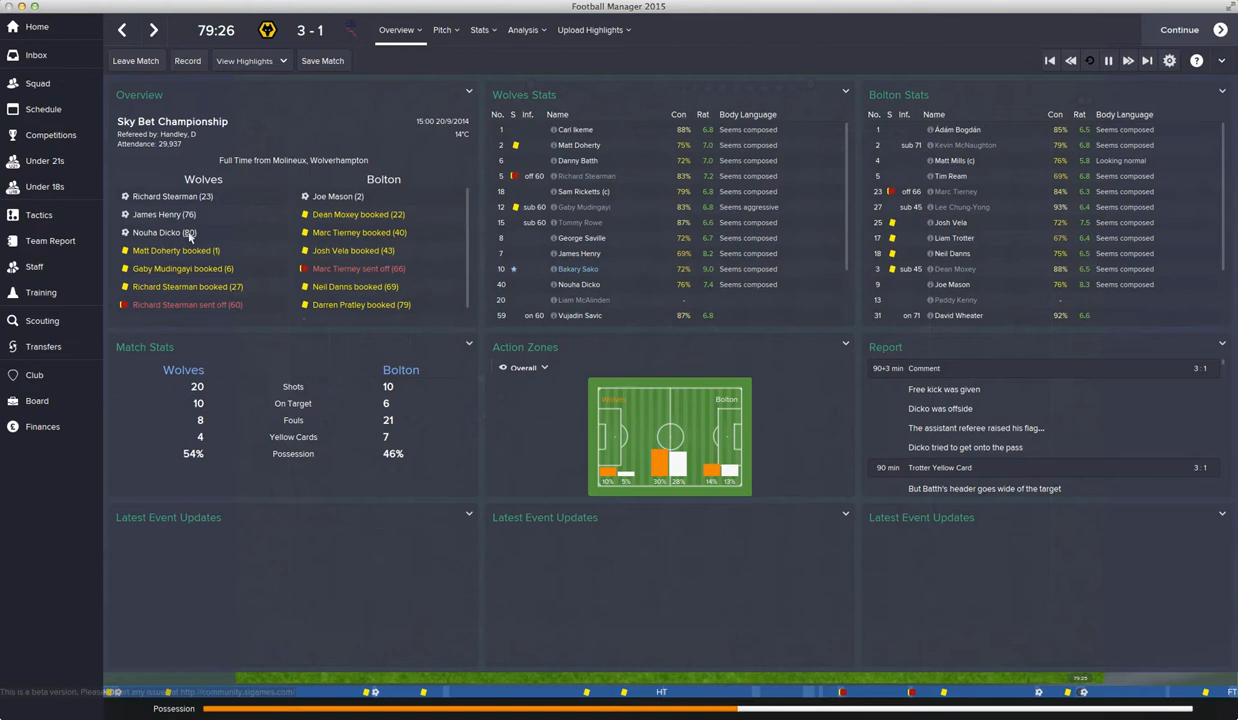 Football Manager 2015
Home
Inbox
Squad
Schedule
Competitions
Under 21s
Under 18s
Tactics
Team Report
Staff
Training
Scouting
Transfers
Club
Board
Finances
79:26
3 - 1
Overview
Pitch
Stats
Analysis
Upload Highlights
Continue
Leave Match
Record
View Highlights
Save Match
Overview
Sky Bet Championship
15:00 20/9/2014
Refereed by: Handley, D
14°C
Attendance: 29,937
Full Time from Molineux, Wolverhampton
Wolves
Bolton
Richard Stearman (23)
Joe Mason (2)
James Henry (76)
Dean Moxey booked (22)
Nouha Dicko (80)
Marc Tierney booked (40)
Matt Doherty booked (1)
Josh Vela booked (43)
Gaby Mudingayi booked (6)
Marc Tierney sent off (66)
Richard Stearman booked (27)
Neil Danns booked (69)
Richard Stearman sent off (60)
Darren Pratley booked (79)
Wolves Stats
No. S Inf. Name Con Rat Body Language
1 Carl Ikeme 88% 6.8 Seems composed
2 Matt Doherty 75% 7.0 Seems composed
6 Danny Batth 72% 7.0 Seems composed
5 off 60 Richard Stearman 83% 7.2 Seems composed
18 Sam Ricketts (c) 79% 6.8 Seems composed
12 sub 60 Gaby Mudingayi 83% 6.8 Seems aggressive
15 sub 60 Tommy Rowe 87% 6.6 Seems composed
8 George Saville 72% 6.7 Seems composed
7 James Henry 69% 8.2 Seems composed
10 Bakary Sako 72% 9.0 Seems composed
40 Nouha Dicko 76% 7.4 Seems composed
20 Liam McAlinden -
59 on 60 Vujadin Savic 87% 6.8 Seems composed
Bolton Stats
No. S Inf. Name Con Rat Body Language
1 Ádám Bogdán 85% 6.5 Seems composed
2 sub 71 Kevin McNaughton 79% 6.8 Seems composed
4 Matt Mills (c) 76% 5.8 Looking normal
5 Tim Ream 69% 6.8 Seems composed
23 off 66 Marc Tierney 84% 6.3 Seems composed
27 sub 45 Lee Chung-Yong 93% 6.4 Seems composed
25 Josh Vela 72% 7.5 Seems composed
17 Liam Trotter 67% 6.4 Seems composed
18 Neil Danns 75% 6.5 Seems composed
3 sub 45 Dean Moxey 88% 6.5 Seems composed
9 Joe Mason 76% 8.3 Seems composed
13 Paddy Kenny -
31 on 71 David Wheater 92% 6.6 Seems composed
Match Stats
Wolves
Bolton
20 Shots 10
10 On Target 6
8 Fouls 21
4 Yellow Cards 7
54% Possession 46%
Action Zones
Overall
Wolves
Bolton
10% 5% 30% 28% 14% 13%
Report
90+3 min Comment 3 : 1
Free kick was given
Dicko was offside
The assistant referee raised his flag...
Dicko tried to get onto the pass
90 min Trotter Yellow Card 3 : 1
But Batth's header goes wide of the target
Latest Event Updates
Latest Event Updates
Latest Event Updates
79:25
This is a beta version, Please any issue at http://community.sigames.com/
HT
FT
Possession